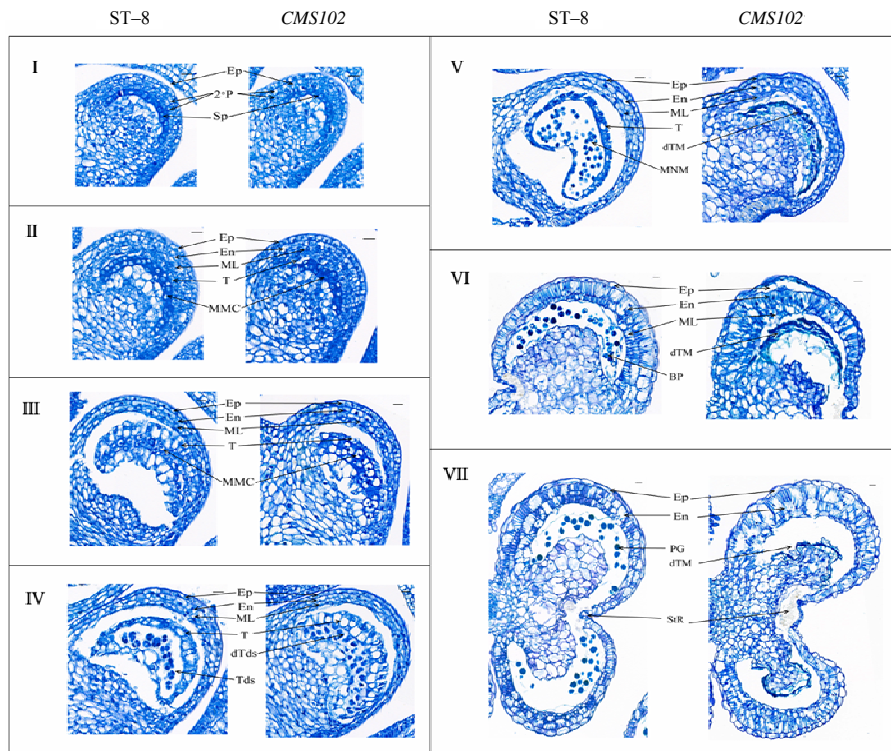 ST–8
CMS102
I
Ep
2°P
Sp
II
Ep
En
ML
T
MMC
III
Ep
En
ML
T
MMC
IV
Ep
En
ML
T
dTds
Tds
ST–8
CMS102
V
Ep
En
ML
T
dTM
MNM
VI
Ep
En
ML
dTM
BP
VII
Ep
En
PG
dTM
StR